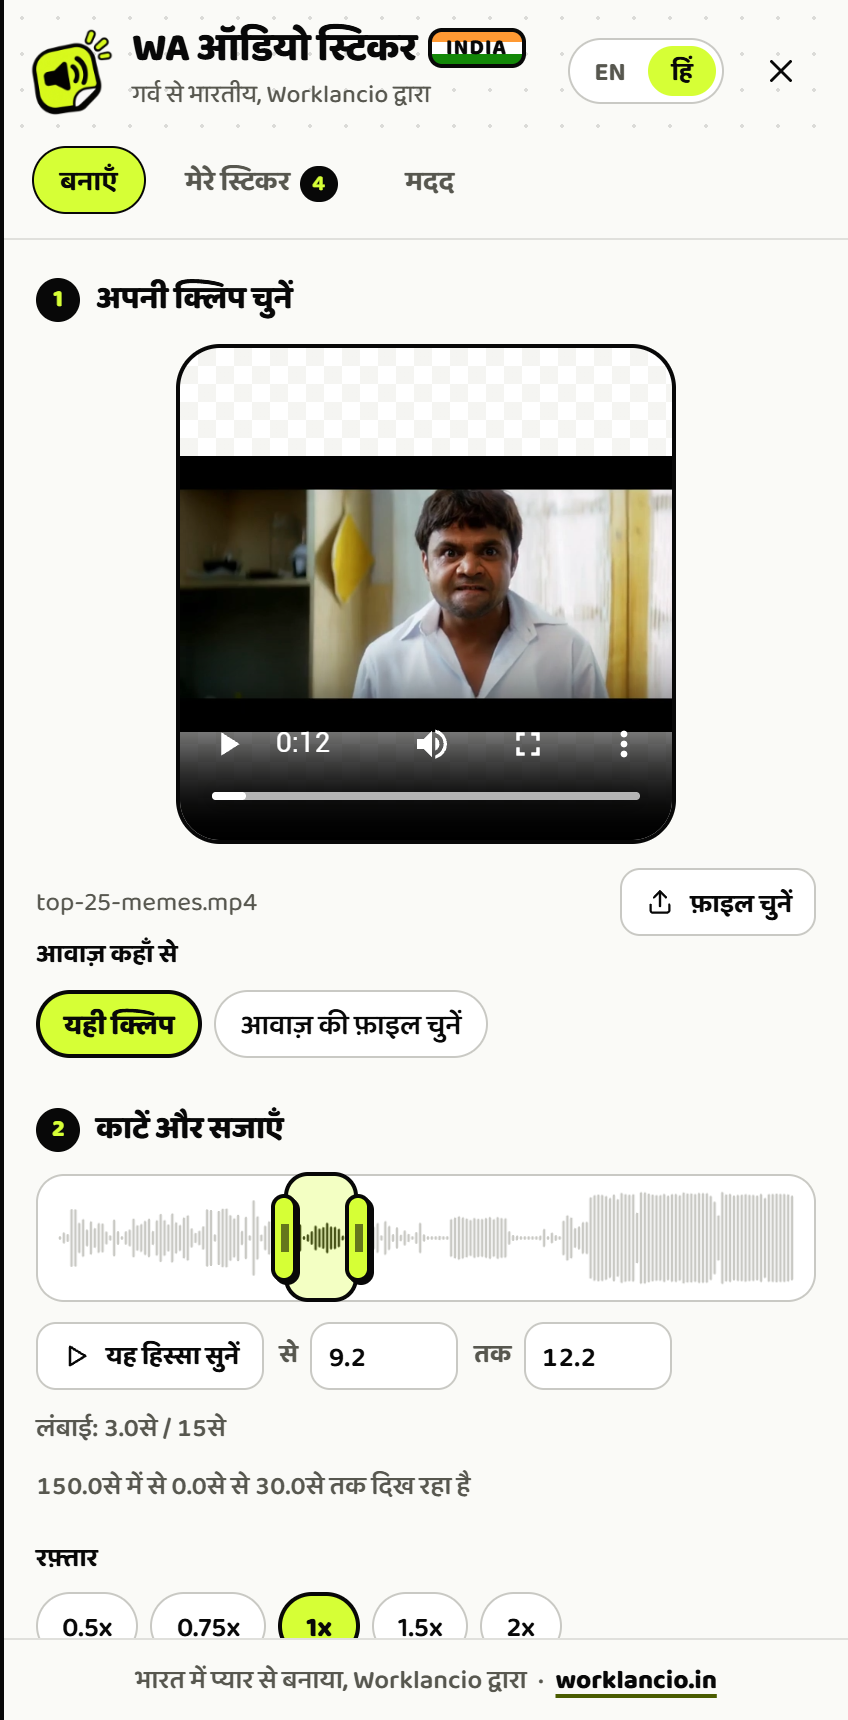 WA ऑडियो स्टिकर INDIA
गर्व से भारतीय, Worklancio द्वारा
EN हिं
बनाएँ मेरे स्टिकर 4 मदद
1 अपनी क्लिप चुनें
0:12
top-25-memes.mp4 फ़ाइल चुनें
आवाज़ कहाँ से
यही क्लिप आवाज़ की फ़ाइल चुनें
2 काटें और सजाएँ
यह हिस्सा सुनें से 9.2 तक 12.2
लंबाई: 3.0से / 15से
150.0से में से 0.0से से 30.0से तक दिख रहा है
रफ़्तार
0.5x 0.75x 1x 1.5x 2x
भारत में प्यार से बनाया, Worklancio द्वारा · worklancio.in